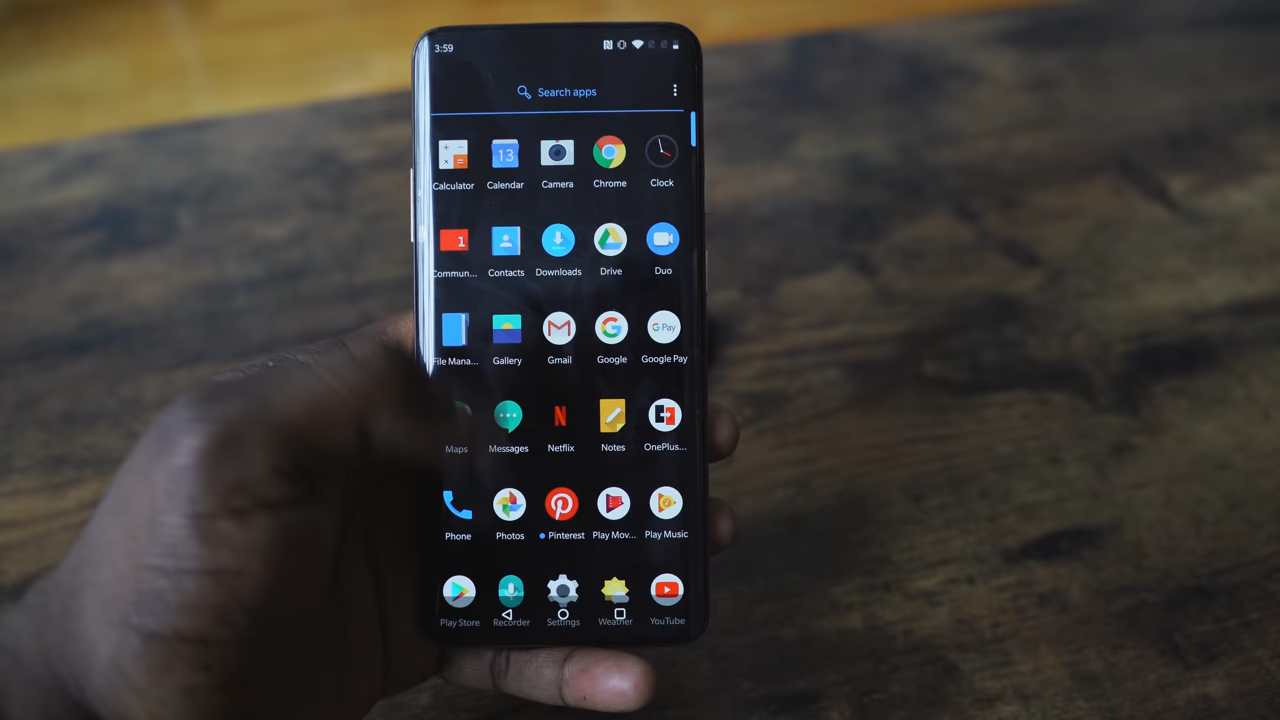 3:59
Search apps
13
Calculator Calendar Camera Chrome Clock
1
Commun... Contacts Downloads Drive Duo
G Pay
File Mana... Gallery Gmail Google Google Pay
N
Maps Messages Netflix Notes OnePlus...
Phone Photos Pinterest Play Mov... Play Music
Play Store Recorder Settings Weather YouTube